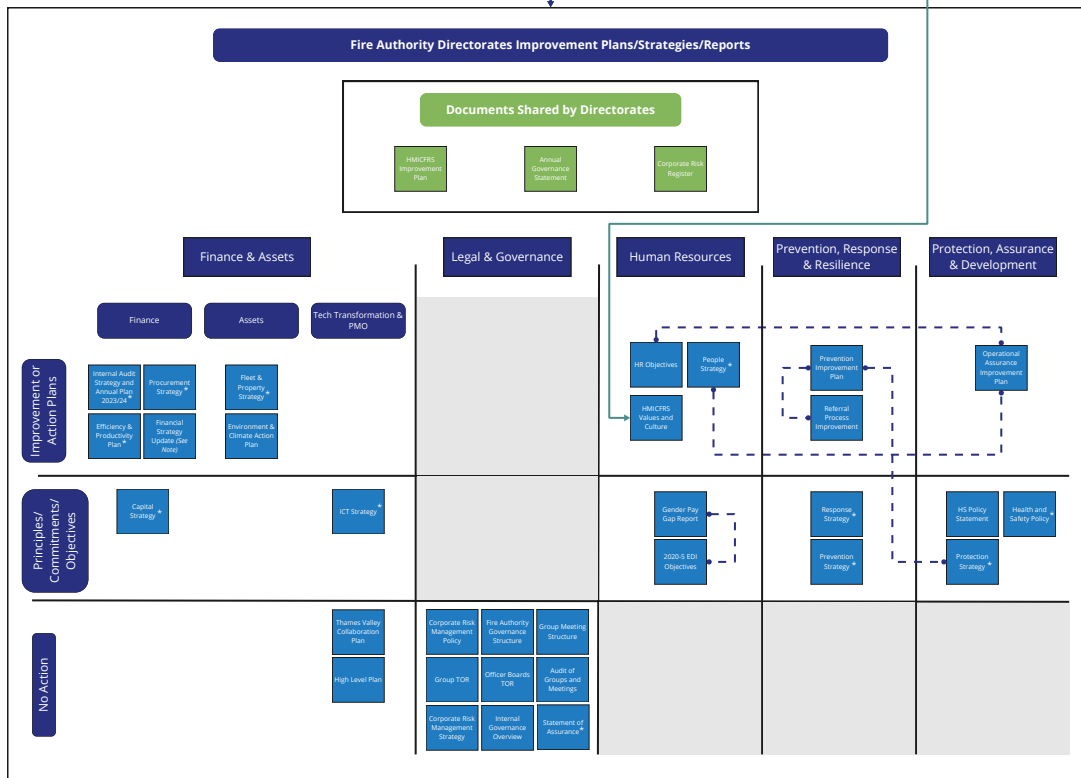 Fire Authority Directorates Improvement Plans/Strategies/Reports
Documents Shared by Directorates
HMICFRS
Improvement
Plan
Annual
Governance
Statement
Corporate Risk
Register
Finance & Assets
Legal & Governance
Human Resources
Prevention, Response
& Resilience
Protection, Assurance
& Development
Finance
Assets
Tech Transformation &
PMO
Improvement or
Action Plans
Internal Audit
Strategy and
Annual Plan
2023/24*
Procurement
Strategy*
Efficiency &
Productivity
Plan*
Financial
Strategy
Update (See
Note)
Fleet &
Property
Strategy*
Environment &
Climate Action
Plan
HR Objectives
People
Strategy*
HMICFRS
Values and
Culture
Prevention
Improvement
Plan
Referral
Process
Improvement
Operational
Assurance
Improvement
Plan
Principles/
Commitments/
Objectives
Capital
Strategy*
ICT Strategy*
Gender Pay
Gap Report
2020-5 EDI
Objectives
Response
Strategy*
Prevention
Strategy*
HS Policy
Statement
Health and
Safety Policy*
Protection
Strategy*
No Action
Thames Valley
Collaboration
Plan
High Level Plan
Corporate Risk
Management
Policy
Fire Authority
Governance
Structure
Group Meeting
Structure
Group TOR
Officer Boards
TOR
Audit of
Groups and
Meetings
Corporate Risk
Management
Strategy
Internal
Governance
Overview
Statement of
Assurance*